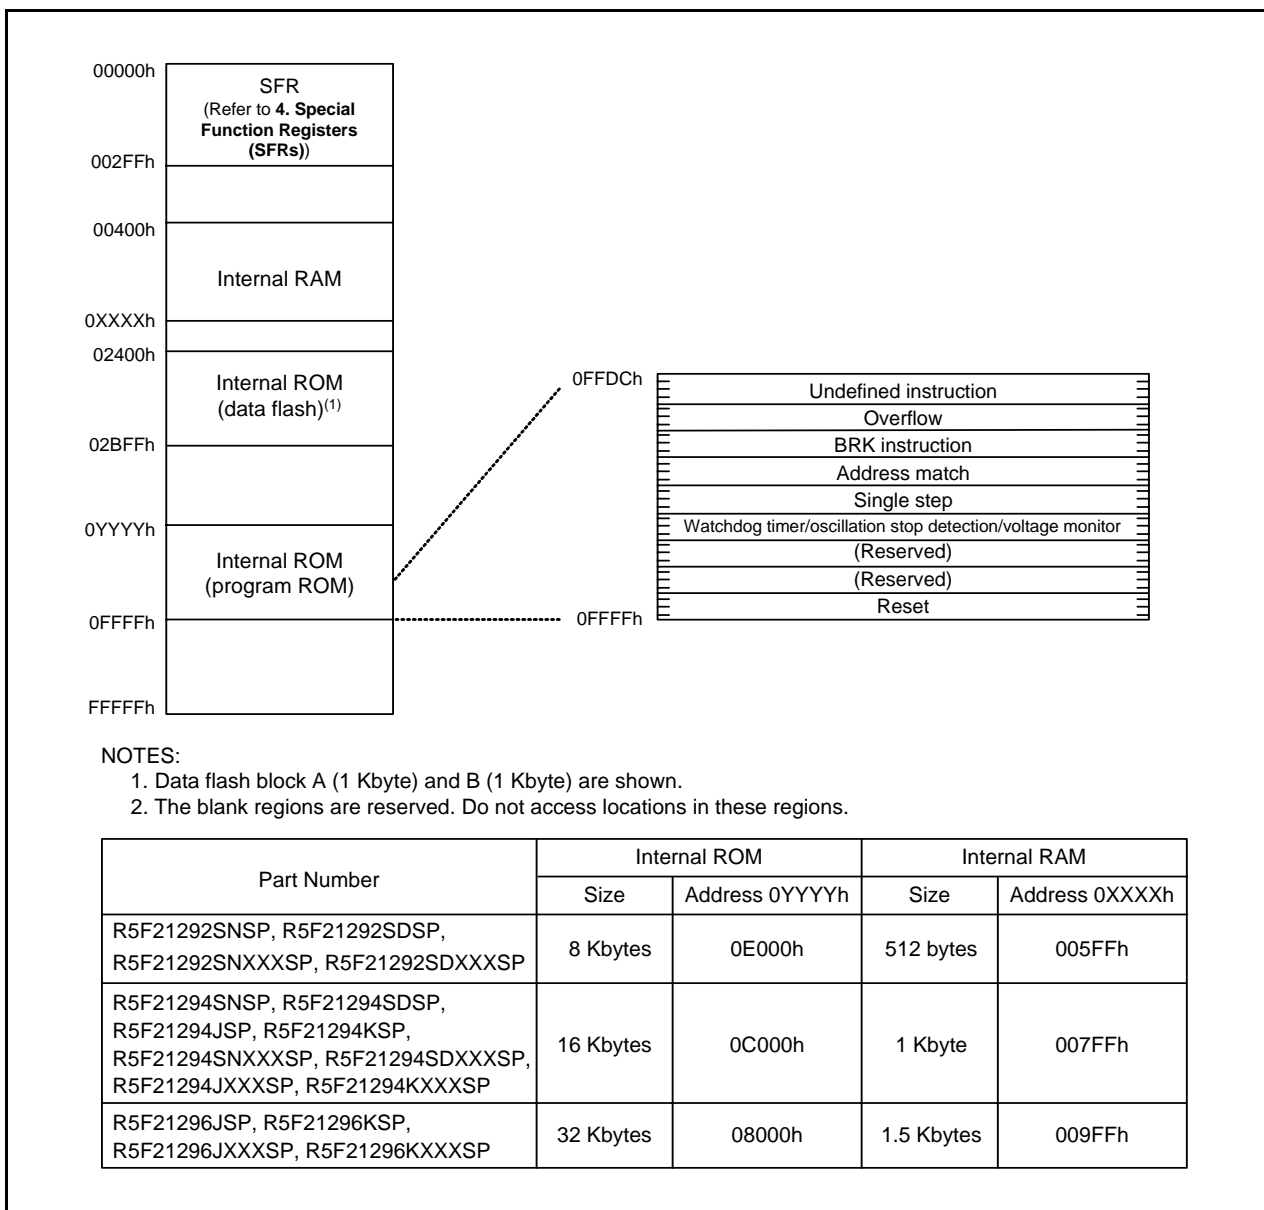 00000h
SFR
(Refer to 4. Special
Function Registers
(SFRs))
002FFh
00400h
Internal RAM
0XXXXh
02400h
Internal ROM
(data flash)(1)
02BFFh
0YYYYh
Internal ROM
(program ROM)
0FFFFh
FFFFFh
0FFDCh
Undefined instruction
Overflow
BRK instruction
Address match
Single step
Watchdog timer/oscillation stop detection/voltage monitor
(Reserved)
(Reserved)
Reset
0FFFFh
NOTES:
1. Data flash block A (1 Kbyte) and B (1 Kbyte) are shown.
2. The blank regions are reserved. Do not access locations in these regions.
Part Number
Internal ROM
Internal RAM
Size
Address 0YYYYh
Size
Address 0XXXXh
R5F21292SNSP, R5F21292SDSP,
R5F21292SNXXXSP, R5F21292SDXXXSP
8 Kbytes
0E000h
512 bytes
005FFh
R5F21294SNSP, R5F21294SDSP,
R5F21294JSP, R5F21294KSP,
R5F21294SNXXXSP, R5F21294SDXXXSP,
R5F21294JXXXSP, R5F21294KXXXSP
16 Kbytes
0C000h
1 Kbyte
007FFh
R5F21296JSP, R5F21296KSP,
R5F21296JXXXSP, R5F21296KXXXSP
32 Kbytes
08000h
1.5 Kbytes
009FFh